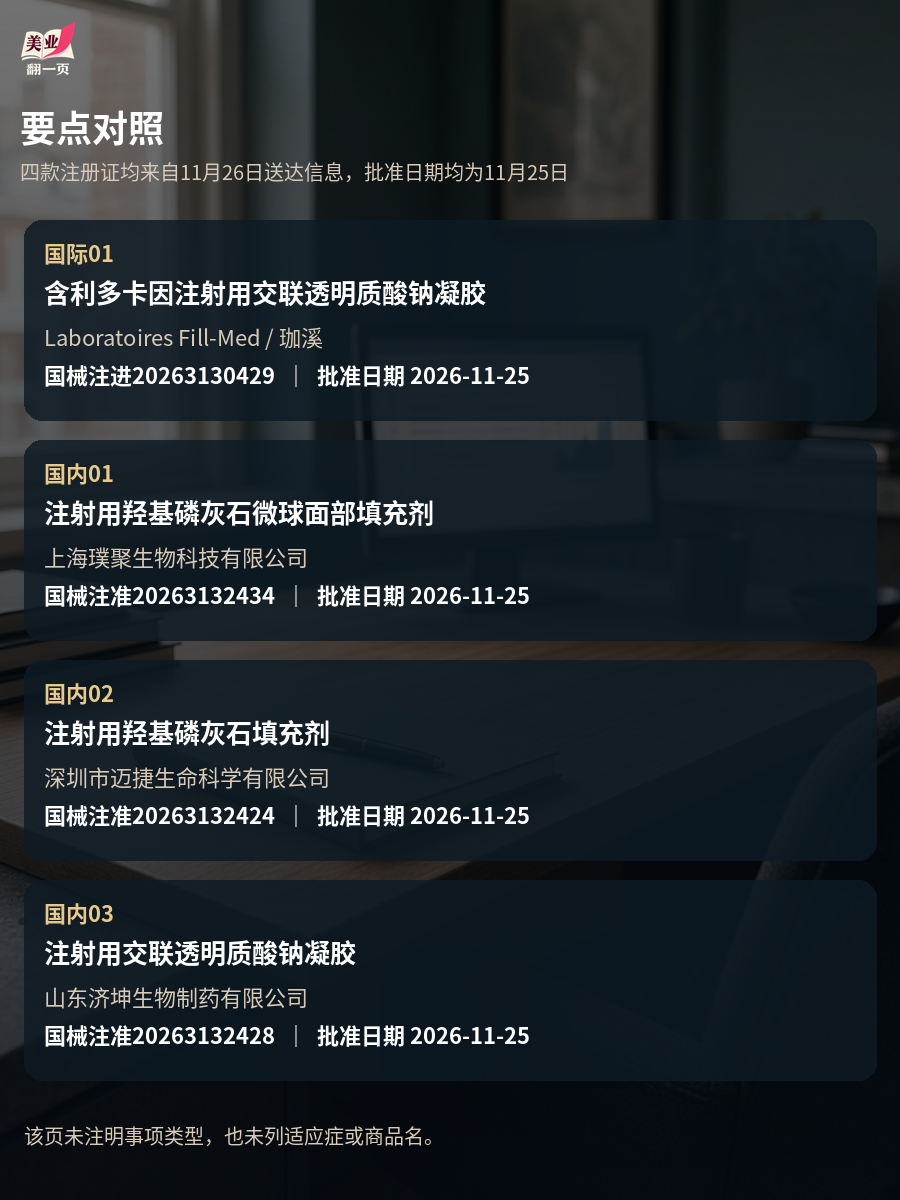 美业
翻一页
要点对照
四款注册证均来自11月26日送达信息，批准日期均为11月25日
国际01
含利多卡因注射用交联透明质酸钠凝胶
Laboratoires Fill-Med / 珈溪
国械注进20263130429 ｜ 批准日期 2026-11-25
国内01
注射用羟基磷灰石微球面部填充剂
上海璞聚生物科技有限公司
国械注准20263132434 ｜ 批准日期 2026-11-25
国内02
注射用羟基磷灰石填充剂
深圳市迈捷生命科学有限公司
国械注准20263132424 ｜ 批准日期 2026-11-25
国内03
注射用交联透明质酸钠凝胶
山东济坤生物制药有限公司
国械注准20263132428 ｜ 批准日期 2026-11-25
该页未注明事项类型，也未列适应症或商品名。